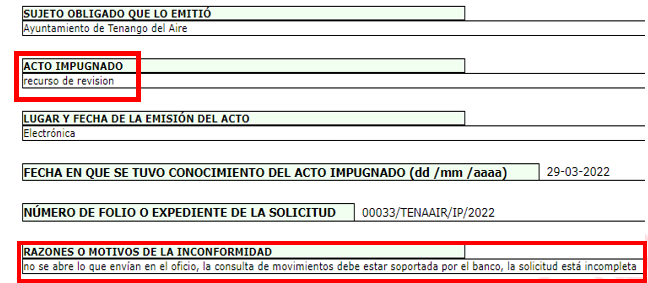 SUJETO OBLIGADO QUE LO EMITIÓ
Ayuntamiento de Tenango del Aire
ACTO IMPUGNADO
recurso de revision
LUGAR Y FECHA DE LA EMISIÓN DEL ACTO
Electrónica
FECHA EN QUE SE TUVO CONOCIMIENTO DEL ACTO IMPUGNADO (dd /mm /aaaa) 29-03-2022
NÚMERO DE FOLIO O EXPEDIENTE DE LA SOLICITUD 00033/TENAAIR/IP/2022
RAZONES O MOTIVOS DE LA INCONFORMIDAD
no se abre lo que envían en el oficio, la consulta de movimientos debe estar soportada por el banco, la solicitud está incompleta